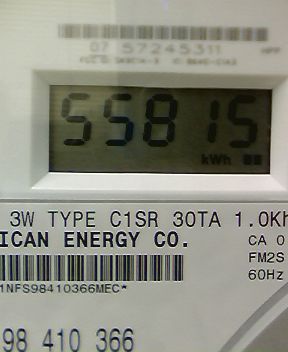 07 57245311
55815
kWh
3W TYPE C1SR 30TA 1.0Kh
ICAN ENERGY CO.
CA 0
FM2S
60Hz
1NFS98410366MEC*
98 410 366